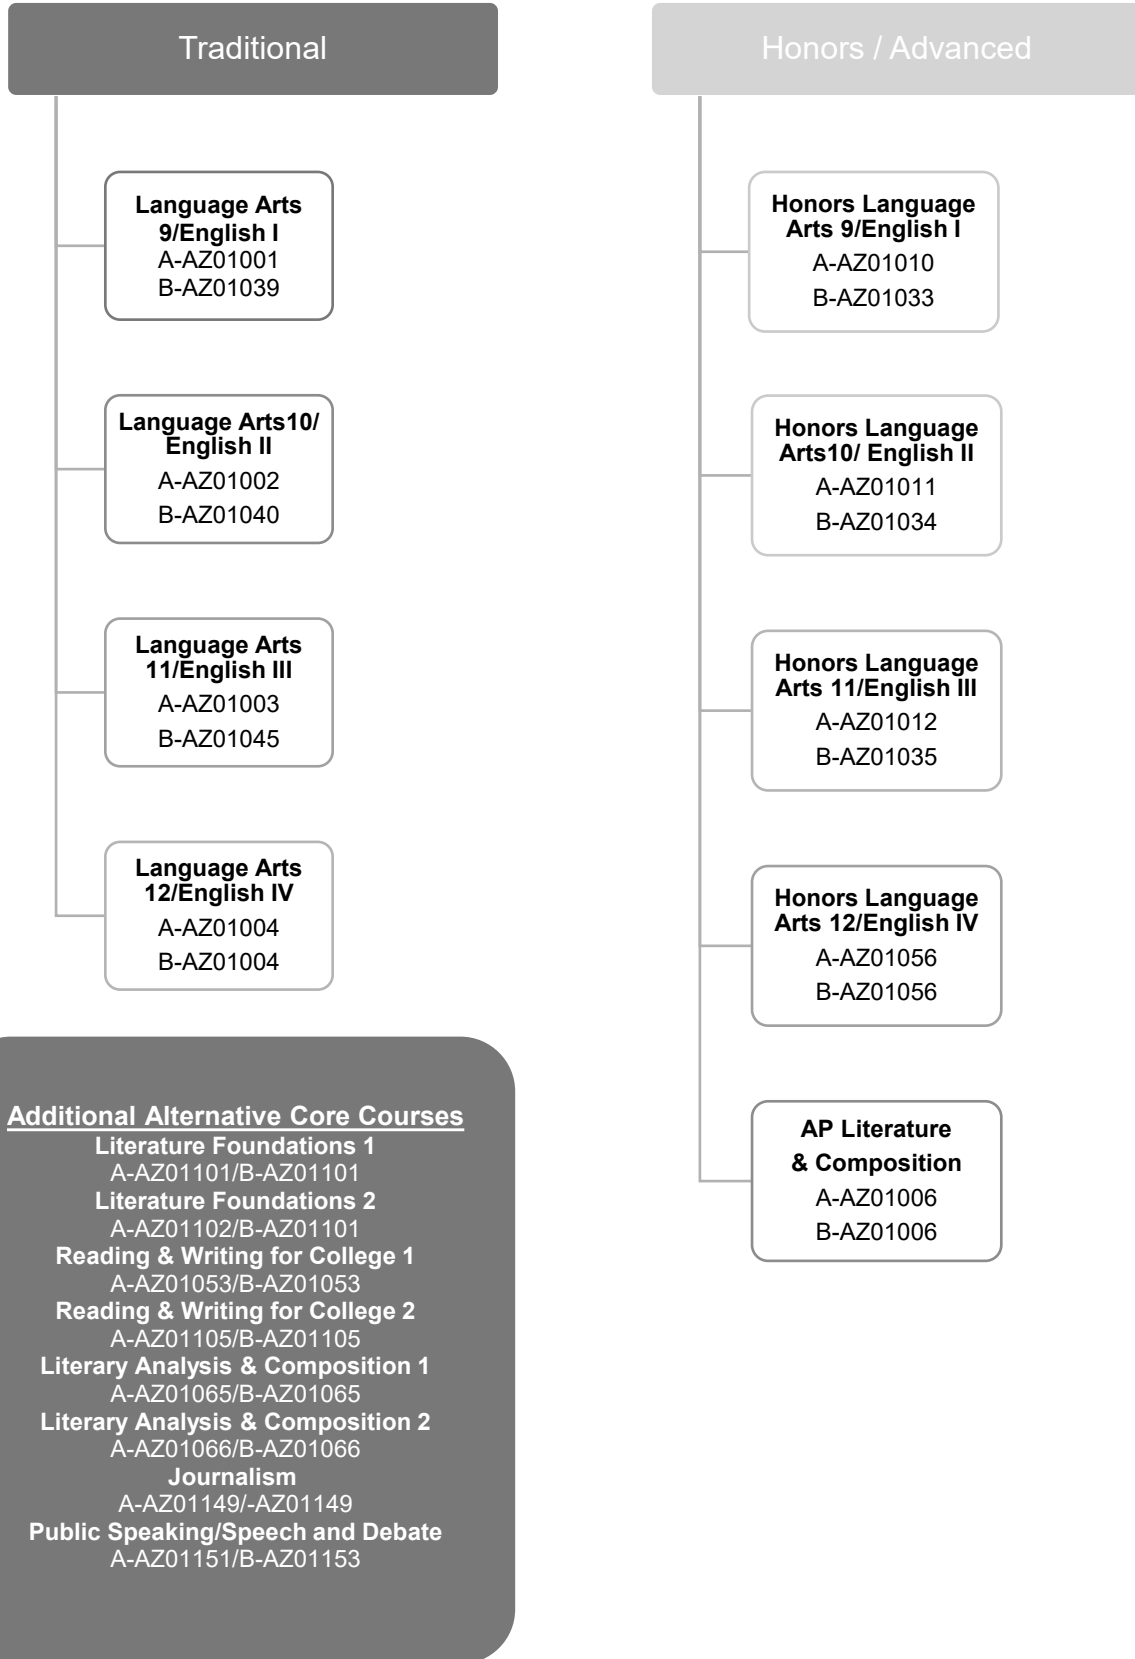 Traditional
Language Arts
9/English I
A-AZ01001
B-AZ01039
Language Arts10/
English II
A-AZ01002
B-AZ01040
Language Arts
11/English III
A-AZ01003
B-AZ01045
Language Arts
12/English IV
A-AZ01004
B-AZ01004
Honors / Advanced
Honors Language
Arts 9/English I
A-AZ01010
B-AZ01033
Honors Language
Arts10/ English II
A-AZ01011
B-AZ01034
Honors Language
Arts 11/English III
A-AZ01012
B-AZ01035
Honors Language
Arts 12/English IV
A-AZ01056
B-AZ01056
AP Literature
& Composition
A-AZ01006
B-AZ01006
Additional Alternative Core Courses
Literature Foundations 1
A-AZ01101/B-AZ01101
Literature Foundations 2
A-AZ01102/B-AZ01101
Reading & Writing for College 1
A-AZ01053/B-AZ01053
Reading & Writing for College 2
A-AZ01105/B-AZ01105
Literary Analysis & Composition 1
A-AZ01065/B-AZ01065
Literary Analysis & Composition 2
A-AZ01066/B-AZ01066
Journalism
A-AZ01149/-AZ01149
Public Speaking/Speech and Debate
A-AZ01151/B-AZ01153